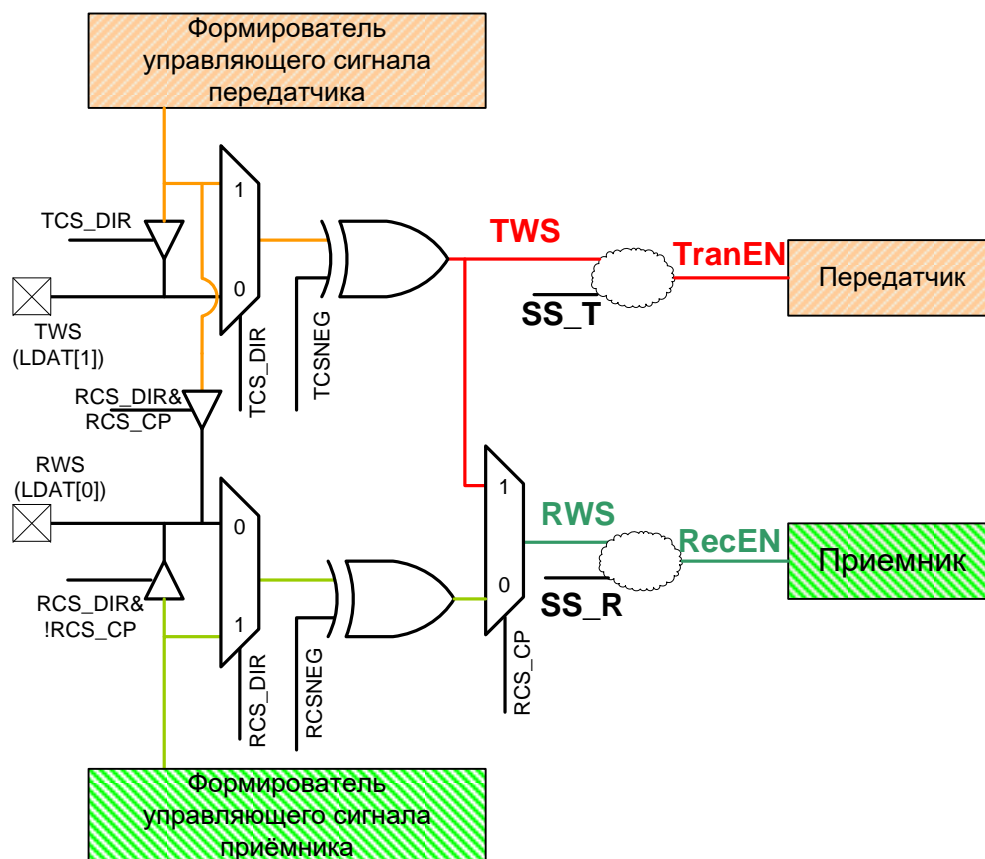 Формирователь
управляющего сигнала
передатчика
TCS_DIR
1
0
TWS
(LDAT[1])
TCS_DIR
TCSNEG
TWS
SS_T
TranEN
Передатчик
RCS_DIR&
RCS_CP
RWS
(LDAT[0])
0
1
RCS_DIR&
!RCS_CP
RCS_DIR
RCSNEG
1
0
RCS_CP
RWS
SS_R
RecEN
Приемник
Формирователь
управляющего сигнала
приёмника